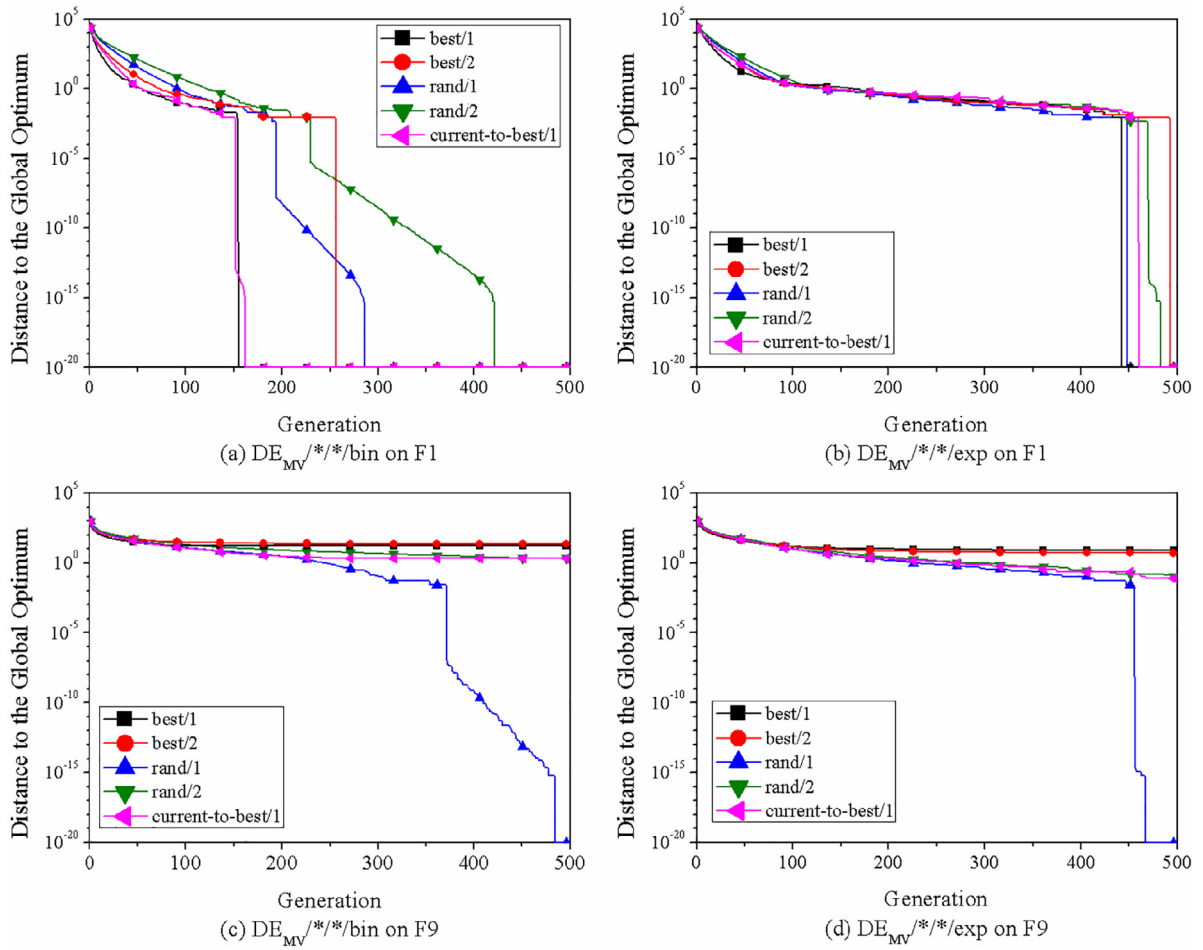 Distance to the Global Optimum
10^5
10^0
10^-5
10^-10
10^-15
10^-20
best/1
best/2
rand/1
rand/2
current-to-best/1
0 100 200 300 400 500
Generation
(a) DE_MV/*/*/bin on F1
Distance to the Global Optimum
10^5
10^0
10^-5
10^-10
10^-15
10^-20
best/1
best/2
rand/1
rand/2
current-to-best/1
0 100 200 300 400 500
Generation
(b) DE_MV/*/*/exp on F1
Distance to the Global Optimum
10^5
10^0
10^-5
10^-10
10^-15
10^-20
best/1
best/2
rand/1
rand/2
current-to-best/1
0 100 200 300 400 500
Generation
(c) DE_MV/*/*/bin on F9
Distance to the Global Optimum
10^5
10^0
10^-5
10^-10
10^-15
10^-20
best/1
best/2
rand/1
rand/2
current-to-best/1
0 100 200 300 400 500
Generation
(d) DE_MV/*/*/exp on F9